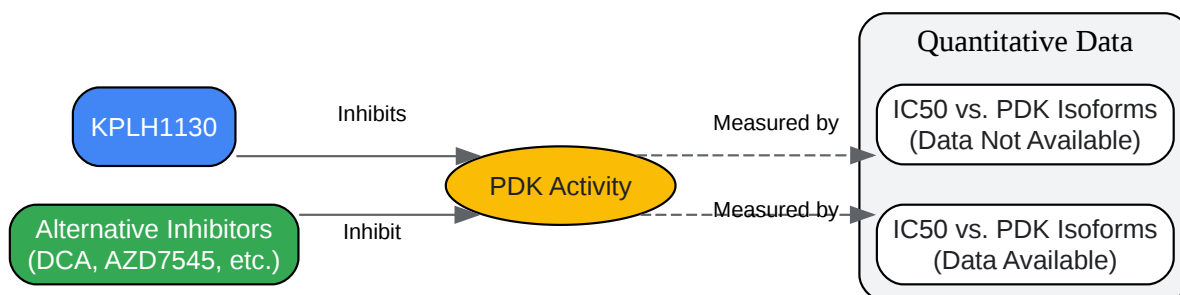 Quantitative Data
KPLH1130
Inhibits
Measured by
IC50 vs. PDK Isoforms
(Data Not Available)
PDK Activity
Alternative Inhibitors
(DCA, AZD7545, etc.)
Inhibit
Measured by
IC50 vs. PDK Isoforms
(Data Available)